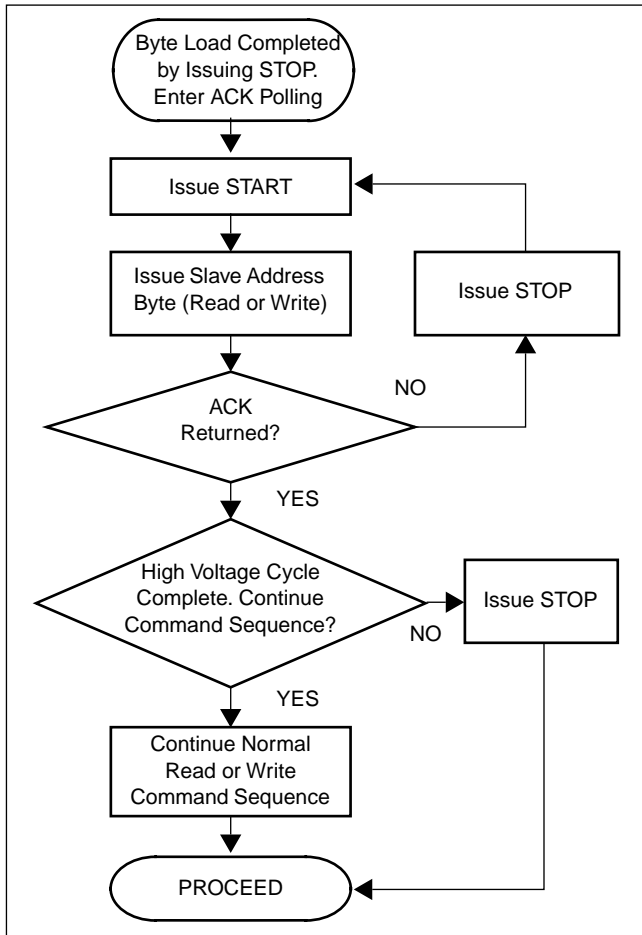 Byte Load Completed
by Issuing STOP.
Enter ACK Polling
Issue START
Issue Slave Address
Byte (Read or Write)
Issue STOP
NO
ACK
Returned?
YES
High Voltage Cycle
Complete. Continue
Command Sequence?
Issue STOP
NO
YES
Continue Normal
Read or Write
Command Sequence
PROCEED